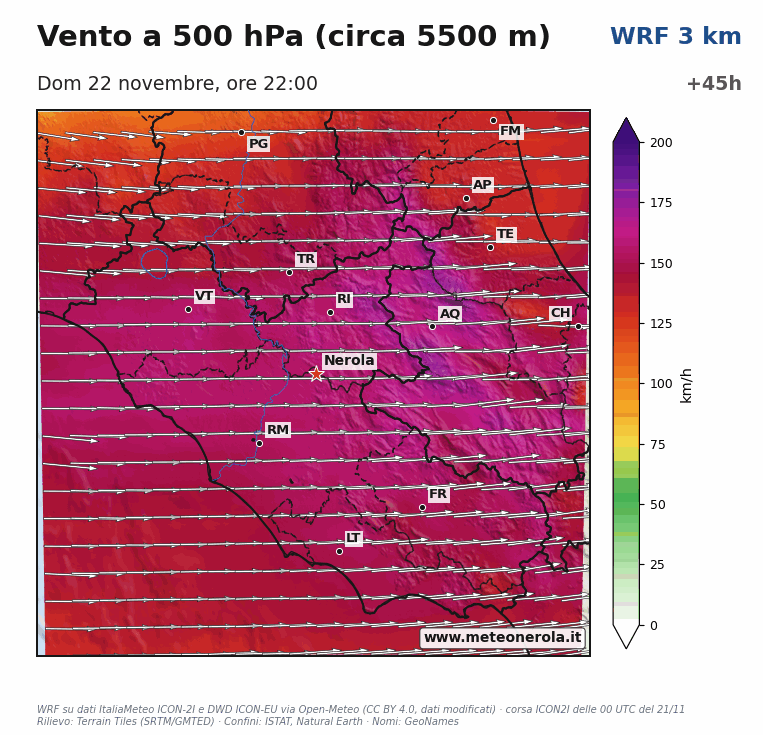 Vento a 500 hPa (circa 5500 m)
WRF 3 km
Dom 22 novembre, ore 22:00
+45h
FM
PG
AP
TE
TR
VT
RI
AQ
CH
Nerola
RM
FR
LT
www.meteonerola.it
200
175
150
125
100
75
50
25
0
km/h
WRF su dati ItaliaMeteo ICON-2I e DWD ICON-EU via Open-Meteo (CC BY 4.0, dati modificati) · corsa ICON2I delle 00 UTC del 21/11
Rilievo: Terrain Tiles (SRTM/GMTED) · Confini: ISTAT, Natural Earth · Nomi: GeoNames